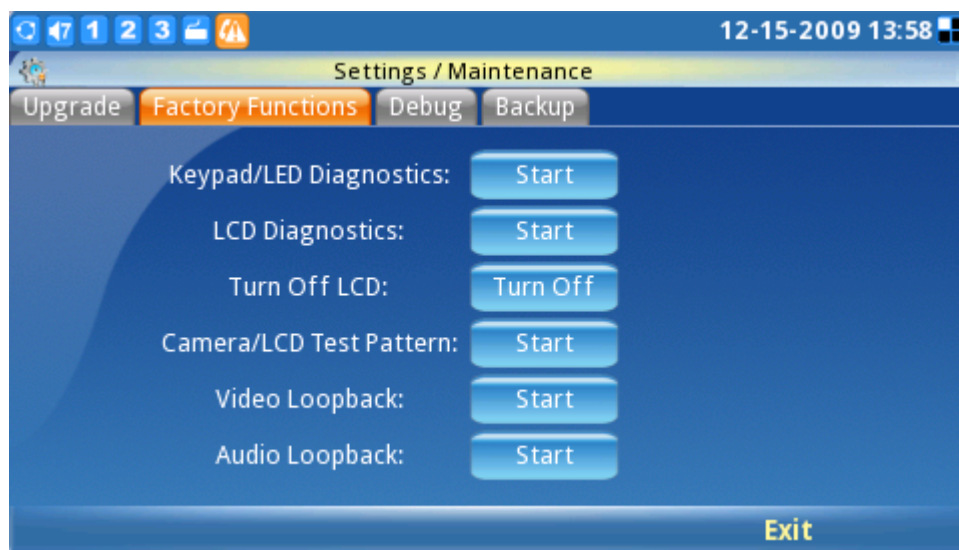 7 1 2 3 12-15-2009 13:58
Settings / Maintenance
Upgrade Factory Functions Debug Backup
Keypad/LED Diagnostics: Start
LCD Diagnostics: Start
Turn Off LCD: Turn Off
Camera/LCD Test Pattern: Start
Video Loopback: Start
Audio Loopback: Start
Exit